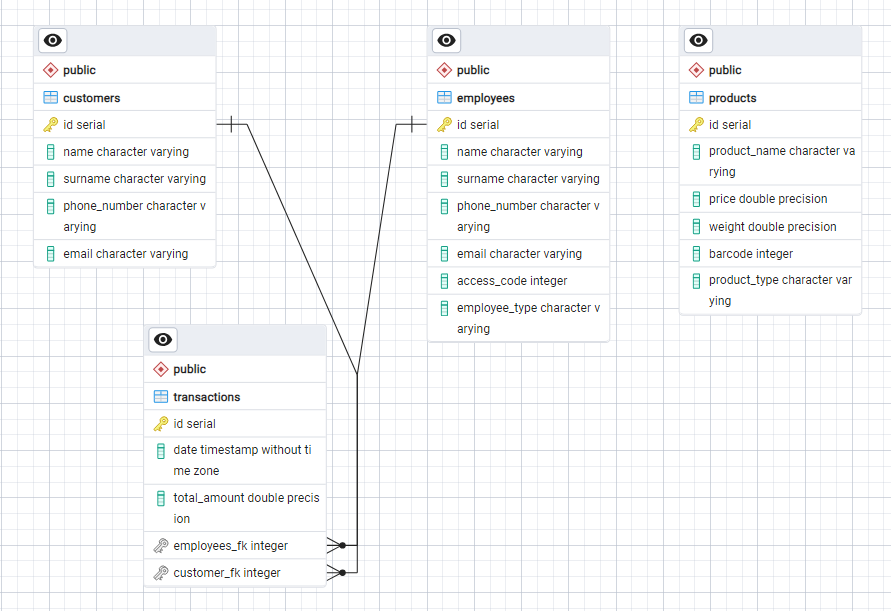 public
customers
id serial
name character varying
surname character varying
phone_number character v
arying
email character varying
public
employees
id serial
name character varying
surname character varying
phone_number character v
arying
email character varying
access_code integer
employee_type character v
arying
public
products
id serial
product_name character va
rying
price double precision
weight double precision
barcode integer
product_type character var
ying
public
transactions
id serial
date timestamp without ti
me zone
total_amount double precis
ion
employees_fk integer
customer_fk integer